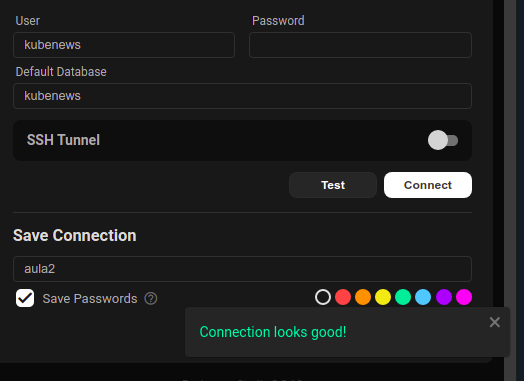 User
Password
kubenews
Default Database
kubenews
SSH Tunnel
Test
Connect
Save Connection
aula2
Save Passwords
Connection looks good!